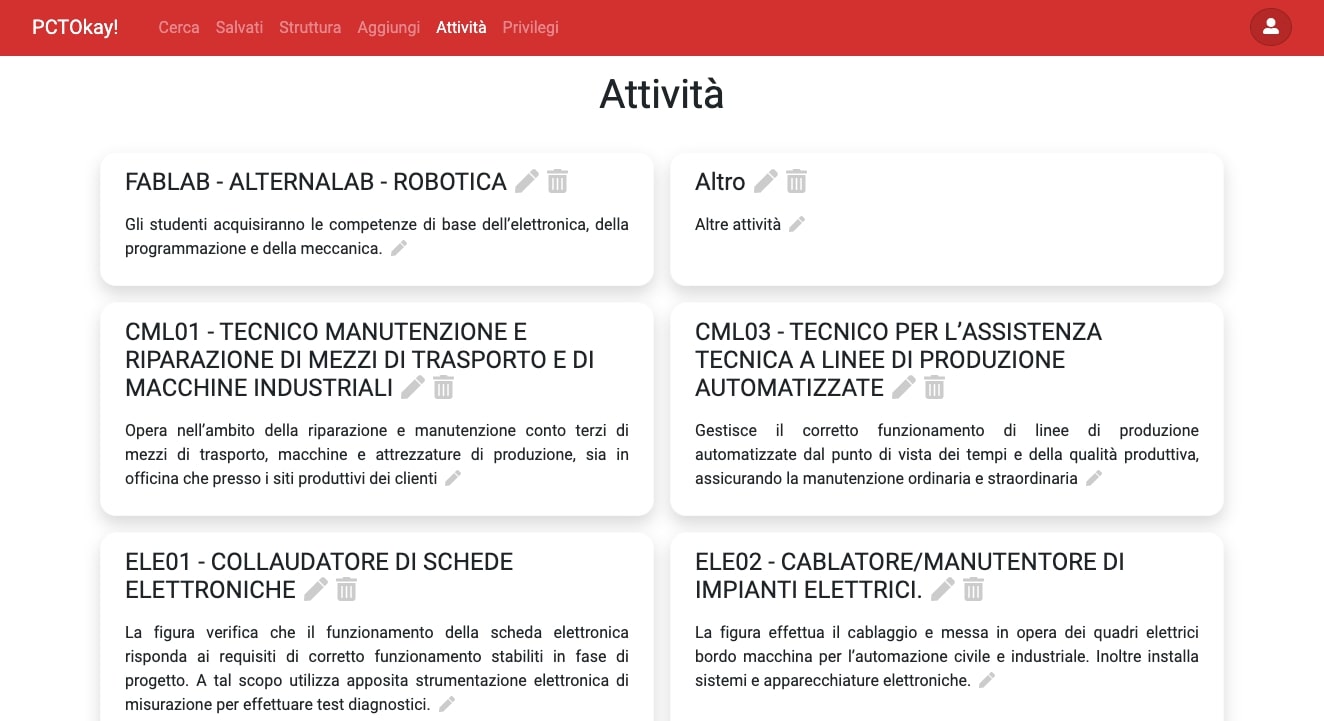 PCTOkay!
Cerca Salvati Struttura Aggiungi Attività Privilegi
Attività
FABLAB - ALTERNALAB - ROBOTICA
Gli studenti acquisiranno le competenze di base dell’elettronica, della
programmazione e della meccanica.
Altro
Altre attività
CML01 - TECNICO MANUTENZIONE E
RIPARAZIONE DI MEZZI DI TRASPORTO E DI
MACCHINE INDUSTRIALI
Opera nell’ambito della riparazione e manutenzione conto terzi di
mezzi di trasporto, macchine e attrezzature di produzione, sia in
officina che presso i siti produttivi dei clienti
CML03 - TECNICO PER L’ASSISTENZA
TECNICA A LINEE DI PRODUZIONE
AUTOMATIZZATE
Gestisce il corretto funzionamento di linee di produzione
automatizzate dal punto di vista dei tempi e della qualità produttiva,
assicurando la manutenzione ordinaria e straordinaria
ELE01 - COLLAUDATORE DI SCHEDE
ELETTRONICHE
La figura verifica che il funzionamento della scheda elettronica
risponda ai requisiti di corretto funzionamento stabiliti in fase di
progetto. A tal scopo utilizza apposita strumentazione elettronica di
misurazione per effettuare test diagnostici.
ELE02 - CABLATORE/MANUTENTORE DI
IMPIANTI ELETTRICI.
La figura effettua il cablaggio e messa in opera dei quadri elettrici
bordo macchina per l’automazione civile e industriale. Inoltre installa
sistemi e apparecchiature elettroniche.